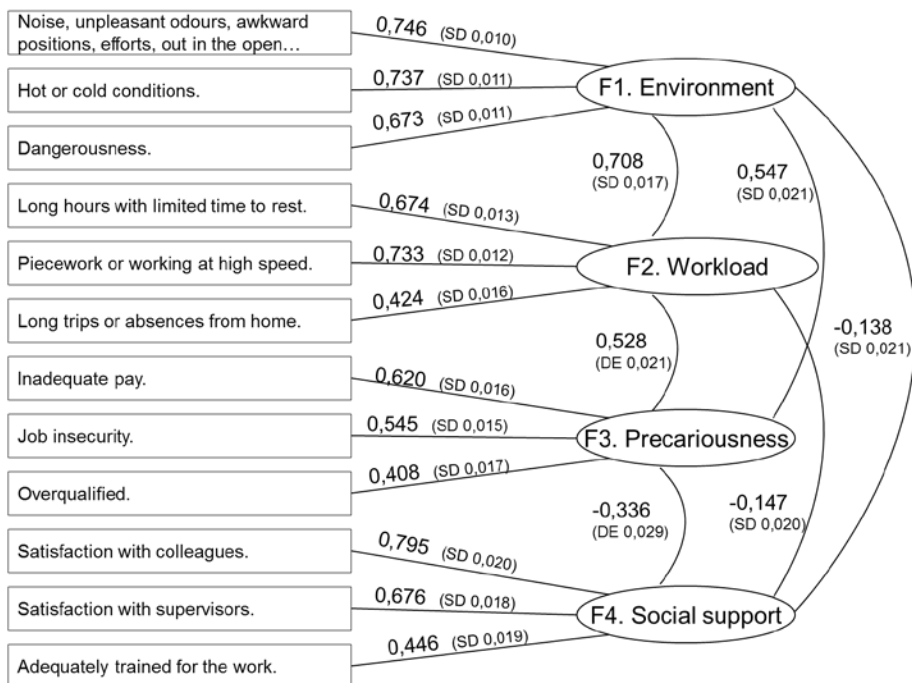 Noise, unpleasant odours, awkward
positions, efforts, out in the open…
0,746 (SD 0,010)
Hot or cold conditions.
0,737 (SD 0,011)
F1. Environment
Dangerousness.
0,673 (SD 0,011)
0,708
(SD 0,017)
0,547
(SD 0,021)
Long hours with limited time to rest.
0,674 (SD 0,013)
Piecework or working at high speed.
0,733 (SD 0,012)
F2. Workload
Long trips or absences from home.
0,424 (SD 0,016)
-0,138
(SD 0,021)
0,528
(DE 0,021)
Inadequate pay.
0,620 (SD 0,016)
Job insecurity.
0,545 (SD 0,015)
F3. Precariousness
Overqualified.
0,408 (SD 0,017)
-0,336
(DE 0,029)
-0,147
(SD 0,020)
Satisfaction with colleagues.
0,795 (SD 0,020)
Satisfaction with supervisors.
0,676 (SD 0,018)
F4. Social support
Adequately trained for the work.
0,446 (SD 0,019)